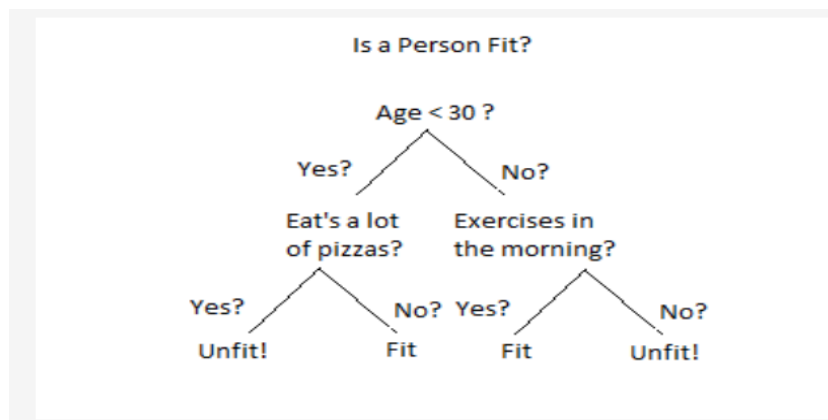 Is a Person Fit?
Age < 30 ?
Yes?
No?
Eat's a lot
of pizzas?
Exercises in
the morning?
Yes?
No?
Yes?
No?
Unfit!
Fit
Fit
Unfit!